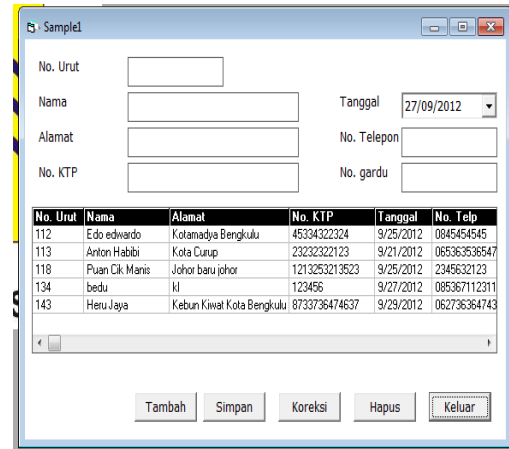 Sample1
No. Urut
Nama Tanggal 27/09/2012
Alamat No. Telepon
No. KTP No. gardu
No. Urut Nama Alamat No. KTP Tanggal No. Telp
112 Edo edwardo Kotamadya Bengkulu 45334322324 9/25/2012 0845454545
113 Anton Habibi Kota Curup 23232322123 9/21/2012 065363536547
118 Puan Cik Manis Johor baru johor 1213253213523 9/25/2012 2345632123
134 bedu kl 123456 9/27/2012 085367112311
143 Heru Jaya Kebun Kiwat Kota Bengkulu 8733736474637 9/29/2012 062736364743
Tambah Simpan Koreksi Hapus Keluar